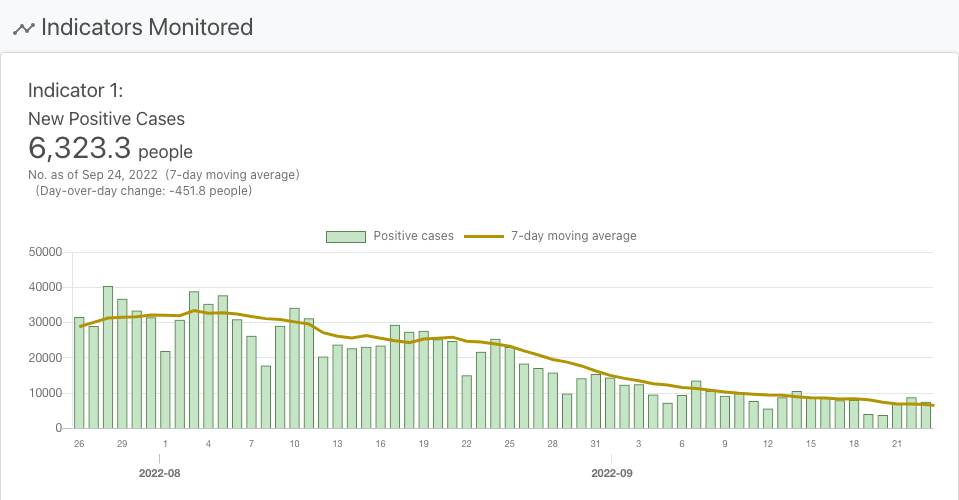 Indicators Monitored
Indicator 1:
New Positive Cases
6,323.3 people
No. as of Sep 24, 2022 (7-day moving average)
(Day-over-day change: -451.8 people)
Positive cases 7-day moving average
50000
40000
30000
20000
10000
0
26 29 1 4 7 10 13 16 19 22 25 28 31 3 6 9 12 15 18 21
2022-08 2022-09